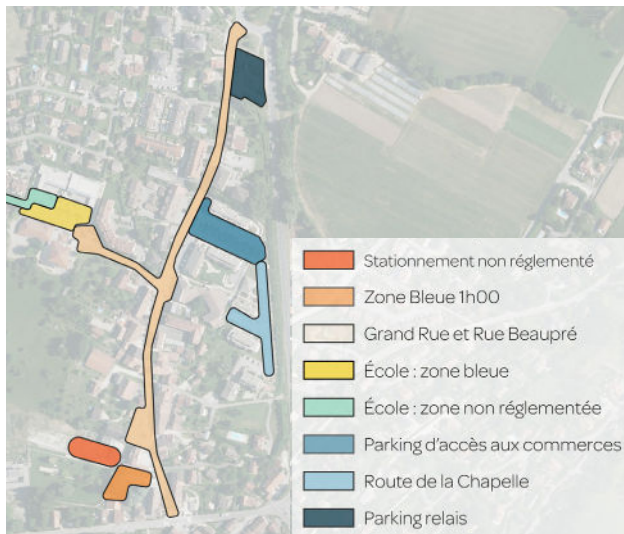 Stationnement non réglementé
Zone Bleue 1h00
Grand Rue et Rue Beaupré
École : zone bleue
École : zone non réglementée
Parking d'accès aux commerces
Route de la Chapelle
Parking relais